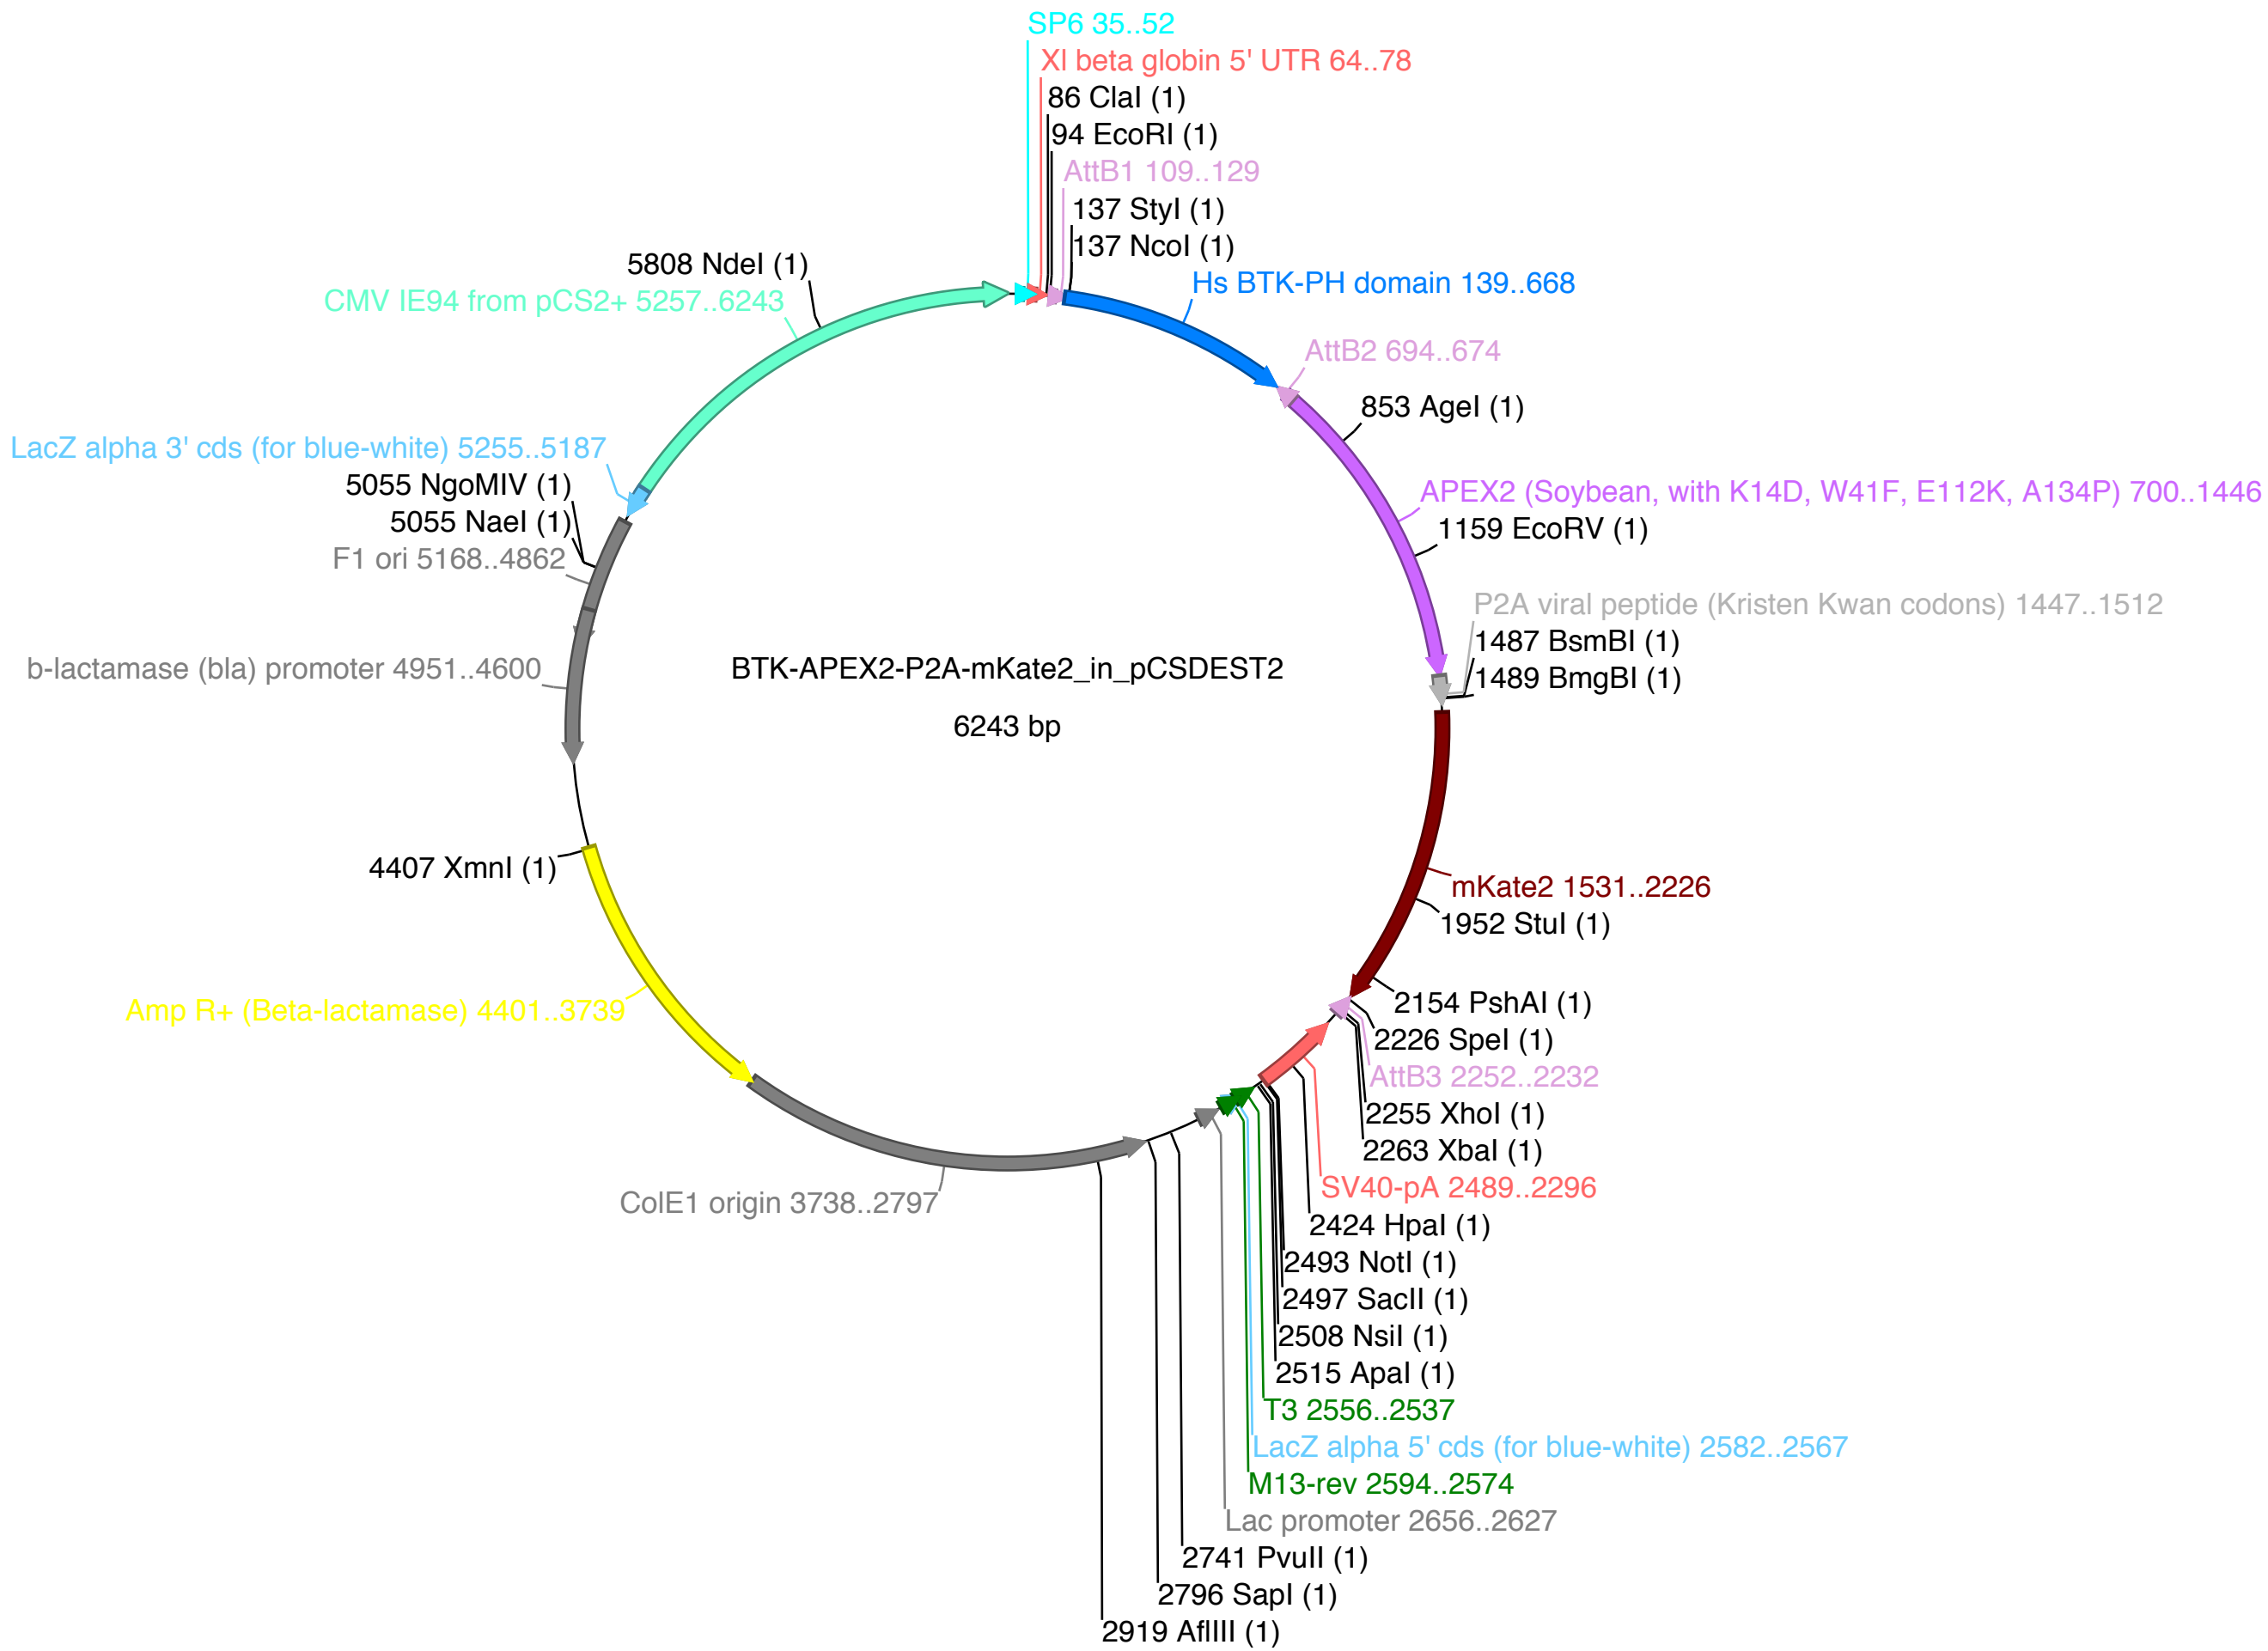 SP6 35..52
Xl beta globin 5' UTR 64..78
86 ClaI (1)
94 EcoRI (1)
AttB1 109..129
137 StyI (1)
137 NcoI (1)
5808 NdeI (1)
Hs BTK-PH domain 139..668
CMV IE94 from pCS2+ 5257..6243
AttB2 694..674
853 AgeI (1)
LacZ alpha 3' cds (for blue-white) 5255..5187
5055 NgoMIV (1)
APEX2 (Soybean, with K14D, W41F, E112K, A134P) 700..1446
5055 NaeI (1)
1159 EcoRV (1)
F1 ori 5168..4862
P2A viral peptide (Kristen Kwan codons) 1447..1512
1487 BsmBI (1)
b-lactamase (bla) promoter 4951..4600
BTK-APEX2-P2A-mKate2_in_pCSDEST2
1489 BmgBI (1)
6243 bp
4407 XmnI (1)
mKate2 1531..2226
1952 StuI (1)
2154 PshAI (1)
Amp R+ (Beta-lactamase) 4401..3739
2226 SpeI (1)
AttB3 2252..2232
2255 XhoI (1)
2263 XbaI (1)
SV40-pA 2489..2296
ColE1 origin 3738..2797
2424 HpaI (1)
2493 NotI (1)
2497 SacII (1)
2508 NsiI (1)
2515 ApaI (1)
T3 2556..2537
LacZ alpha 5' cds (for blue-white) 2582..2567
M13-rev 2594..2574
Lac promoter 2656..2627
2741 PvuII (1)
2796 SapI (1)
2919 AflIII (1)